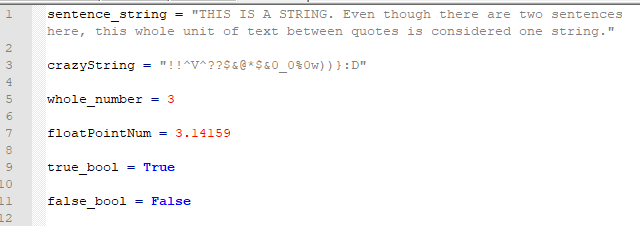 1 sentence_string = "THIS IS A STRING. Even though there are two sentences
here, this whole unit of text between quotes is considered one string."
2
3 crazyString = "!!^V^??$&@*$&0_0%0w))}:D"
4
5 whole_number = 3
6
7 floatPointNum = 3.14159
8
9 true_bool = True
10
11 false_bool = False
12